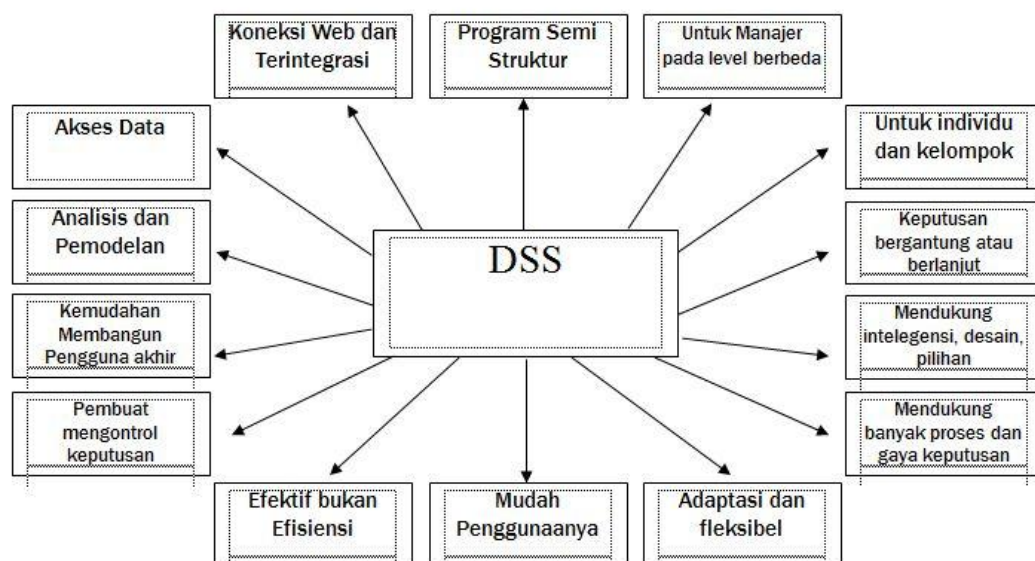 Koneksi Web dan
Terintegrasi
Program Semi
Struktur
Untuk Manajer
pada level berbeda
Akses Data
Untuk individu
dan kelompok
Analisis dan
Pemodelan
DSS
Keputusan
bergantung atau
berlanjut
Kemudahan
Membangun
Pengguna akhir
Mendukung
intelegensi, desain,
pilihan
Pembuat
mengontrol
keputusan
Mendukung
banyak proses dan
gaya keputusan
Efektif bukan
Efisiensi
Mudah
Penggunaanya
Adaptasi dan
fleksibel